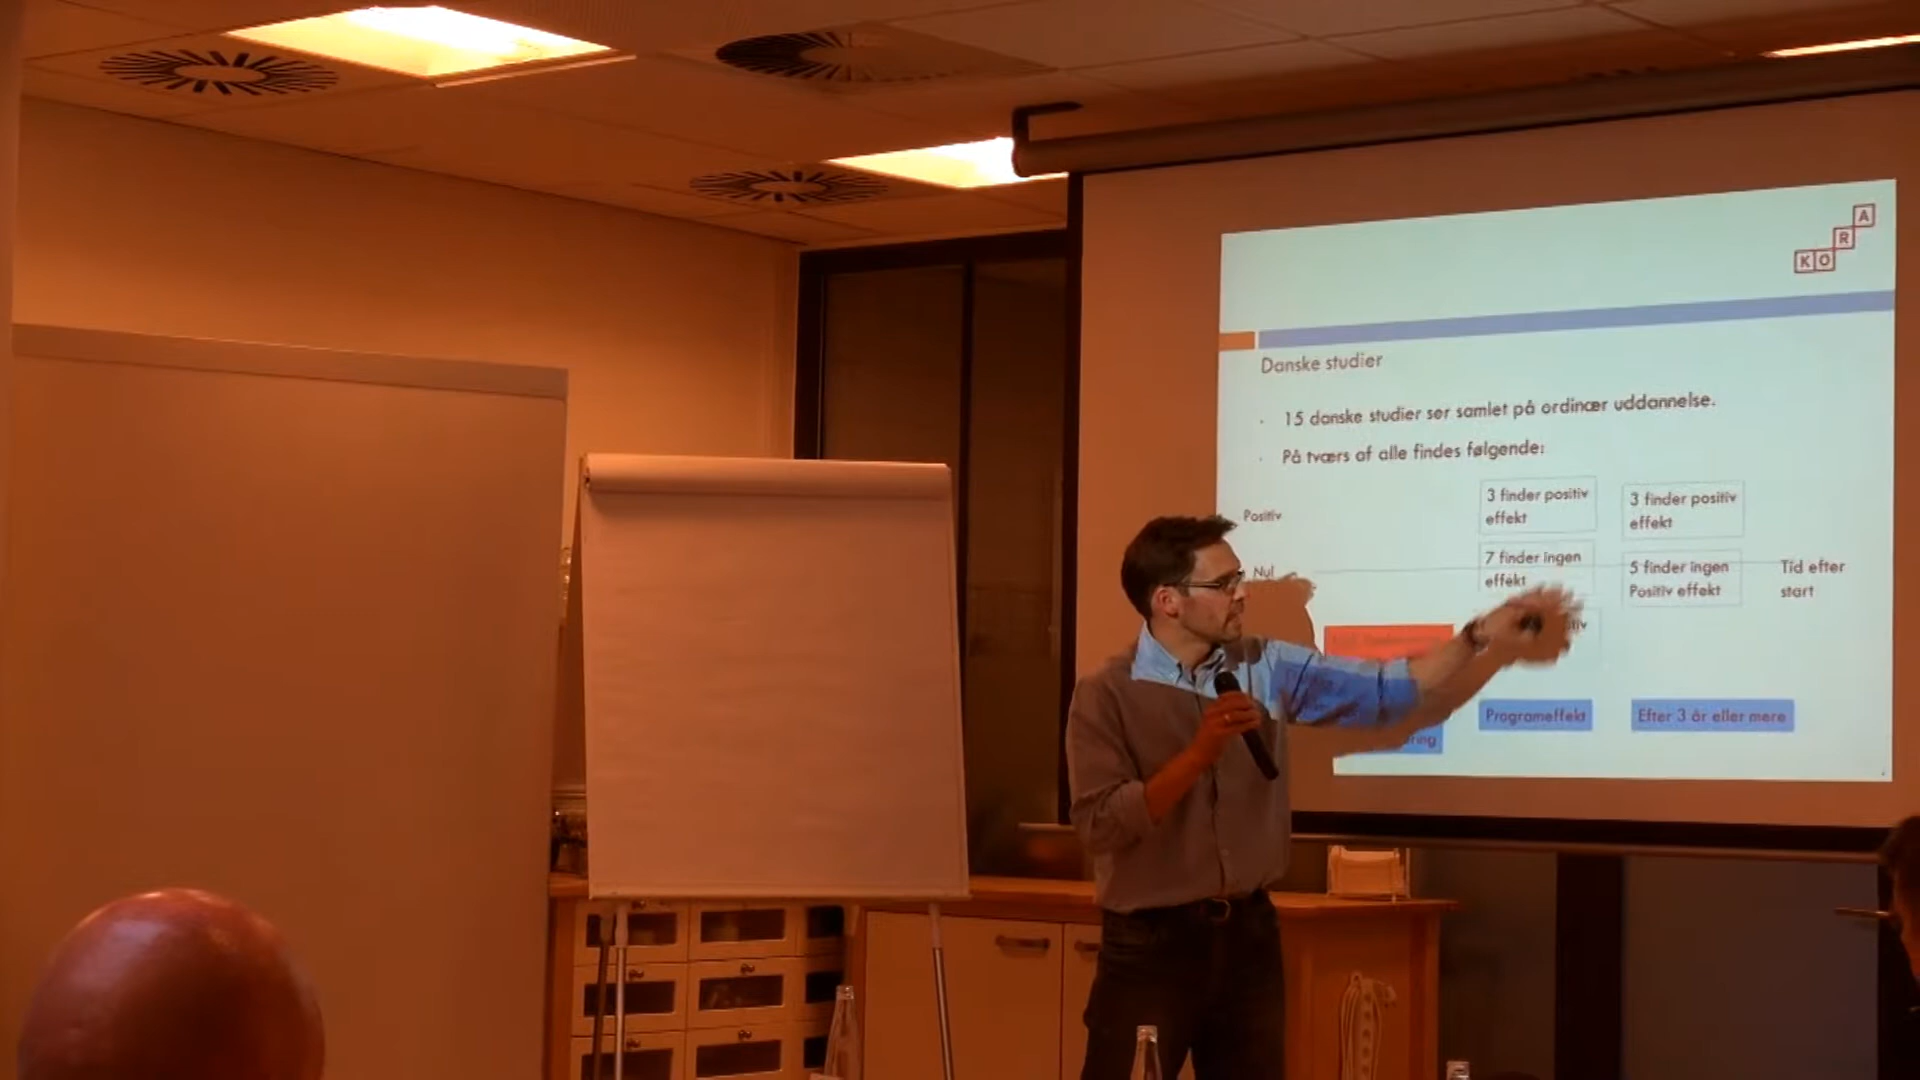 KORA
Danske studier
· 15 danske studier ser samlet på ordinær uddannelse.
· På tværs af alle findes følgende:
Positiv
3 finder positiv
effekt
3 finder positiv
effekt
Nul
7 finder ingen
effekt
5 finder ingen
Positiv effekt
Tid efter
start
Programeffekt
Efter 3 år eller mere